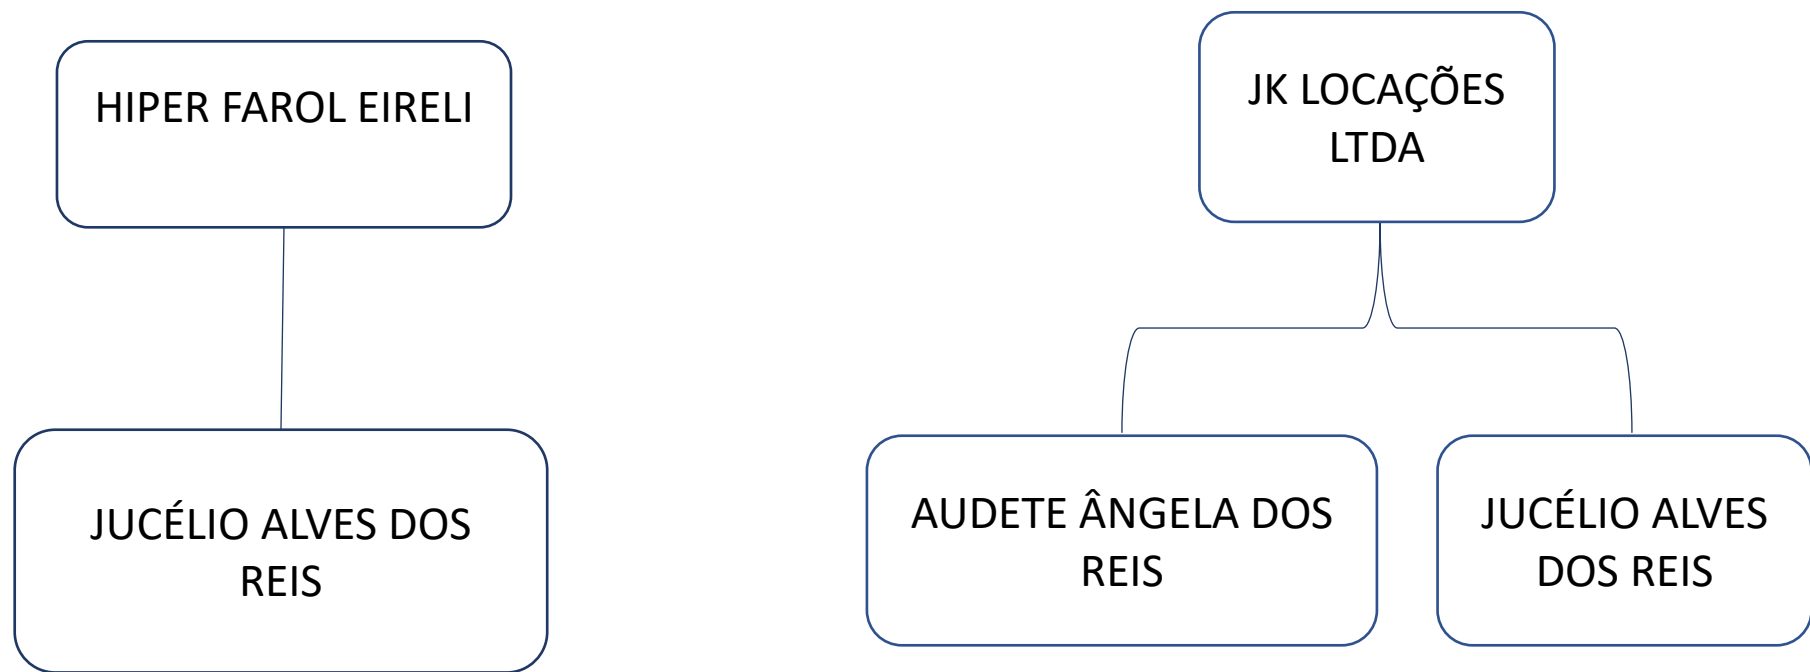 HIPER FAROL EIRELI
JK LOCAÇÕES
LTDA
JUCÉLIO ALVES DOS
REIS
AUDETE ÂNGELA DOS
REIS
JUCÉLIO ALVES
DOS REIS